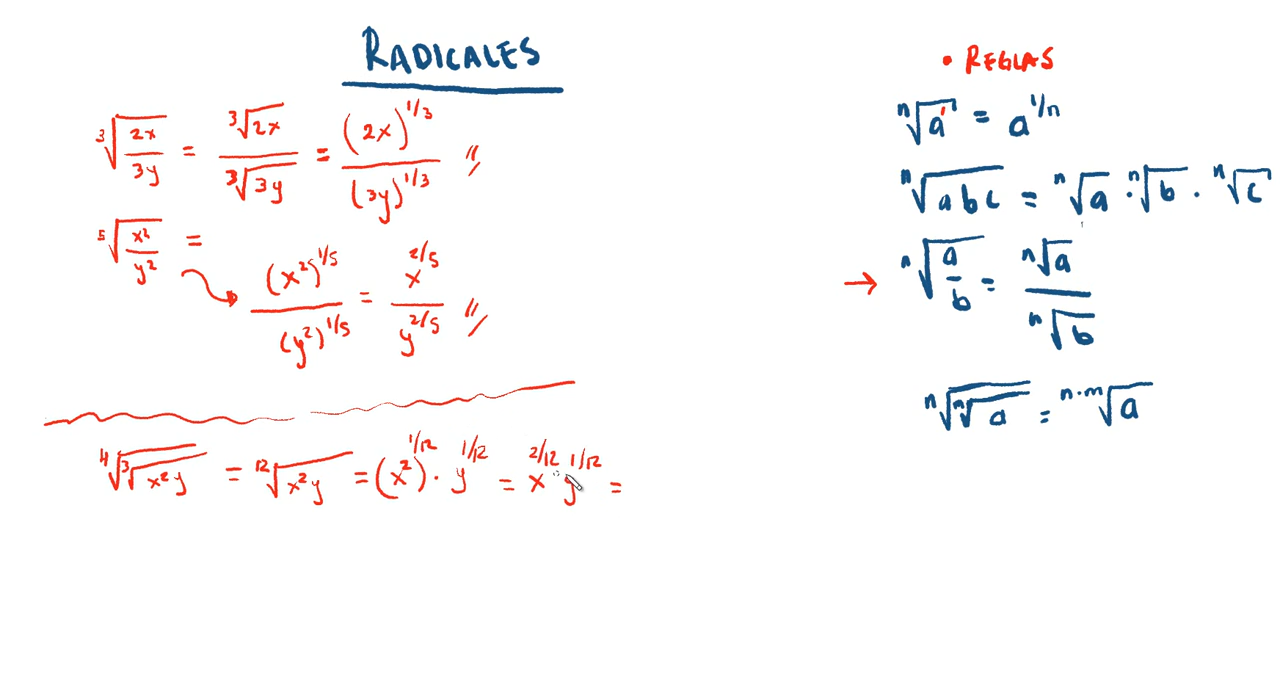 RADICALES
³√(2x/3y) = ³√2x / ³√3y = (2x)^1/3 / (3y)^1/3 //
⁵√(x²/y²) =
(x²)^1/5 / (y²)^1/5 = x^2/5 / y^2/5 //
⁴√(³√(x²y)) = ¹²√(x²y) = (x²)^1/12 · y^1/12 = x^2/12 · y^1/12 =
• REGLAS
ⁿ√a¹ = a^1/n
ⁿ√(abc) = ⁿ√a · ⁿ√b · ⁿ√c
→ ⁿ√(a/b) = ⁿ√a / ⁿ√b
ⁿ√(ᵐ√a) = ⁿ·ᵐ√a